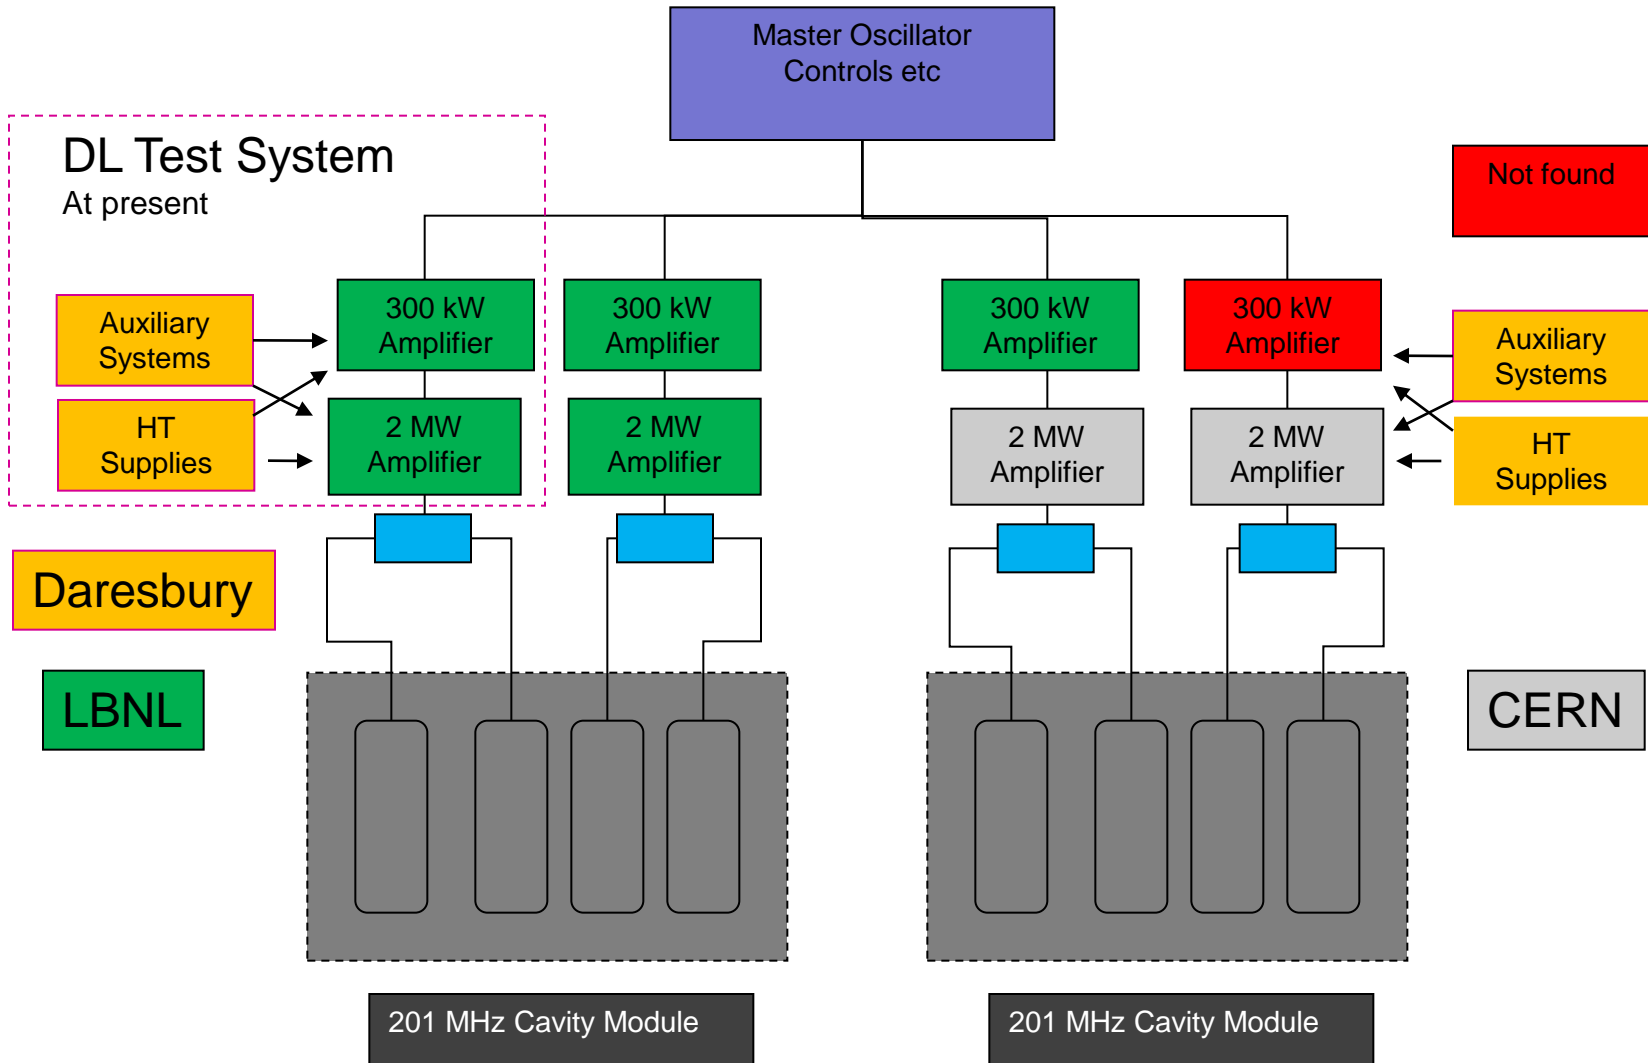 Master Oscillator
Controls etc
DL Test System
At present
Not found
300 kW
Amplifier
300 kW
Amplifier
300 kW
Amplifier
300 kW
Amplifier
Auxiliary
Systems
Auxiliary
Systems
HT
Supplies
2 MW
Amplifier
2 MW
Amplifier
2 MW
Amplifier
2 MW
Amplifier
HT
Supplies
Daresbury
LBNL
CERN
201 MHz Cavity Module
201 MHz Cavity Module